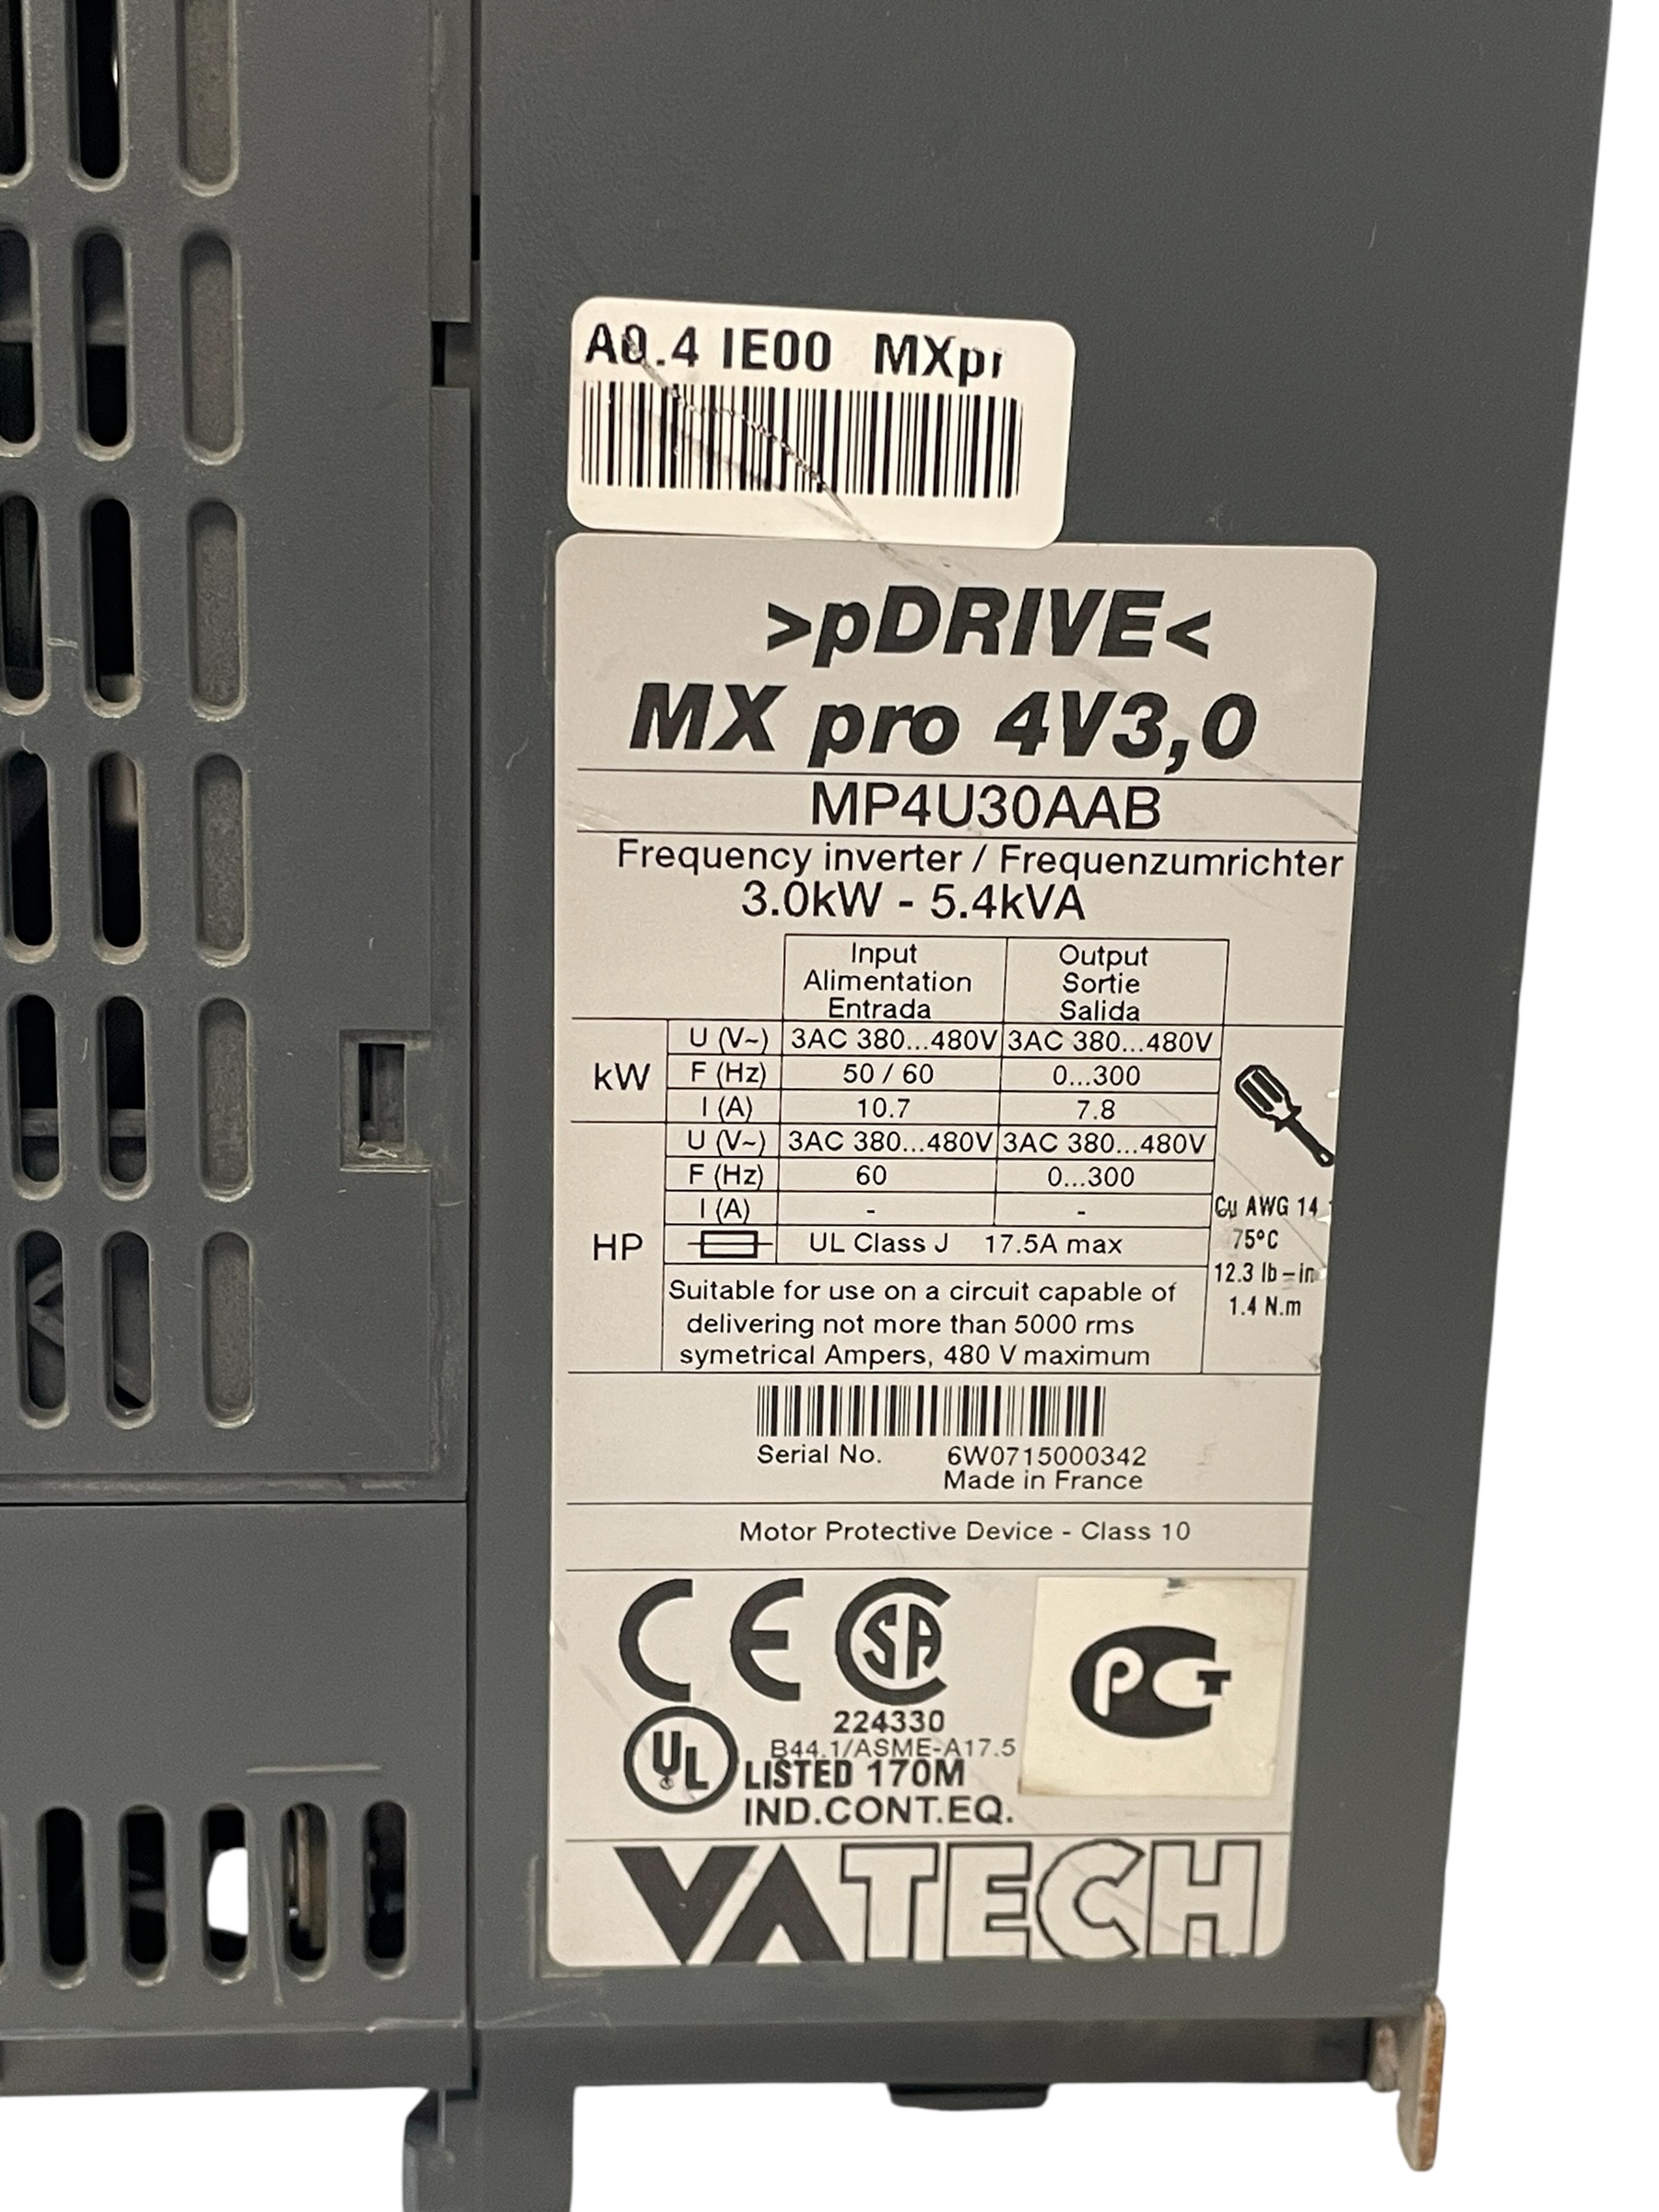 A0.4 IE00 MXpr
>pDRIVE<
MX pro 4V3,0
MP4U30AAB
Frequency inverter / Frequenzumrichter
3.0kW - 5.4kVA
Input Output
Alimentation Sortie
Entrada Salida
kW
U (V~) 3AC 380...480V 3AC 380...480V
F (Hz) 50 / 60 0...300
I (A) 10.7 7.8
HP
U (V~) 3AC 380...480V 3AC 380...480V
F (Hz) 60 0...300
I (A) - -
UL Class J 17.5A max
Suitable for use on a circuit capable of
delivering not more than 5000 rms
symetrical Ampers, 480 V maximum
Cu AWG 14
75°C
12.3 lb-in
1.4 N.m
Serial No. 6W0715000342
Made in France
Motor Protective Device - Class 10
CE SA
PCT
224330
B44.1/ASME-A17.5
UL LISTED 170M
IND.CONT.EQ.
VATECH